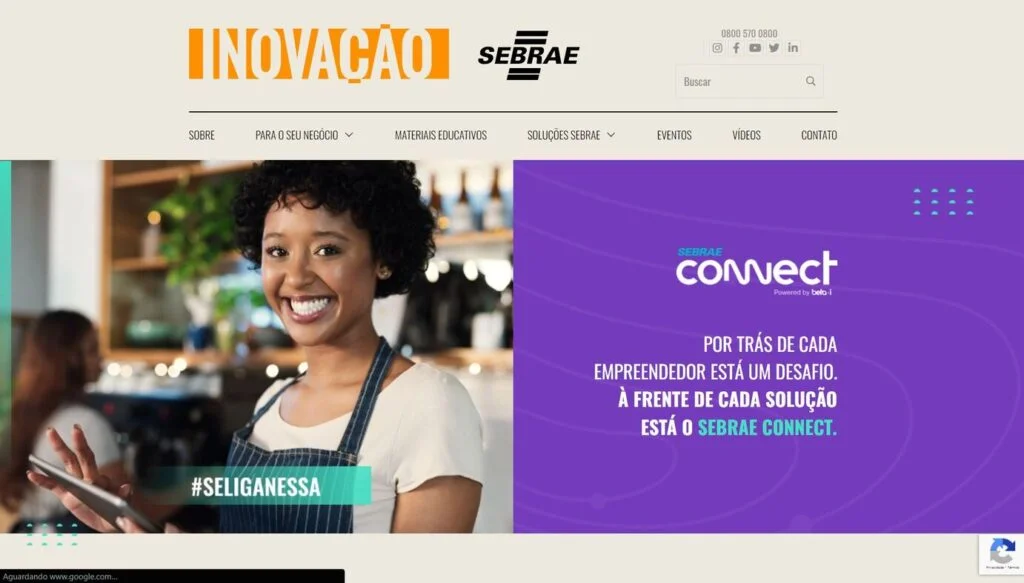 INOVAÇÃO
SEBRAE
0800 570 0800
Buscar
SOBRE
PARA O SEU NEGÓCIO
MATERIAIS EDUCATIVOS
SOLUÇÕES SEBRAE
EVENTOS
VÍDEOS
CONTATO
SEBRAE
connect
Powered by beta-i
POR TRÁS DE CADA
EMPREENDEDOR ESTÁ UM DESAFIO.
À FRENTE DE CADA SOLUÇÃO
ESTÁ O SEBRAE CONNECT.
#SELIGANESSA
Privacidade - Termos
Aguardando www.google.com...